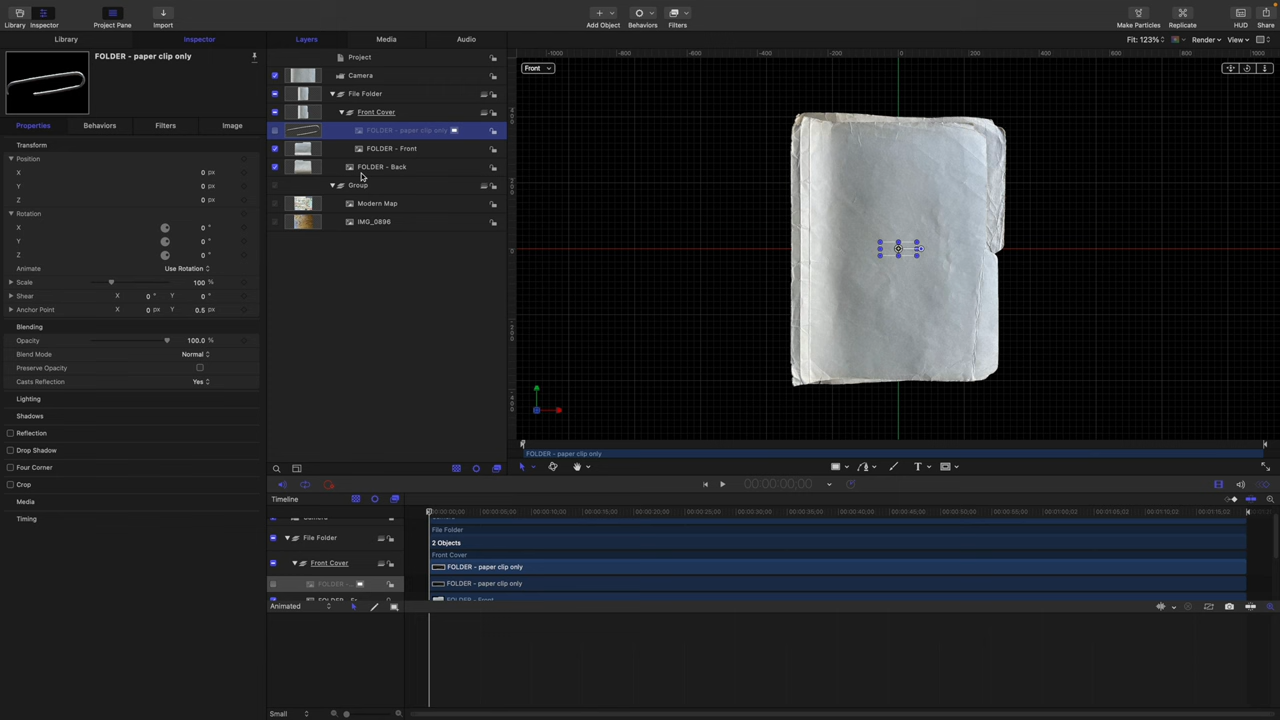 Library
Inspector
Project Pane
Import
Add Object
Behaviors
Filters
Make Particles
Replicate
HUD
Share
Library
Inspector
Layers
Media
Audio
Fit: 123%
Render
View
FOLDER - paper clip only
Properties
Behaviors
Filters
Image
Transform
Position
X 0 px
Y 0 px
Z 0 px
Rotation
X 0 °
Y 0 °
Z 0 °
Animate Use Rotation
Scale 100 %
Shear X 0 ° Y 0 °
Anchor Point X 0 px Y 0.5 px
Blending
Opacity 100.0 %
Blend Mode Normal
Preserve Opacity
Casts Reflection Yes
Lighting
Shadows
Reflection
Drop Shadow
Four Corner
Crop
Media
Timing
Project
Camera
File Folder
Front Cover
FOLDER - paper clip only
FOLDER - Front
FOLDER - Back
Group
Modern Map
IMG_0896
Front
FOLDER - paper clip only
00:00:00;00
Timeline
File Folder
2 Objects
Front Cover
FOLDER - paper clip only
FOLDER - paper clip only
File Folder
Front Cover
Animated
Small